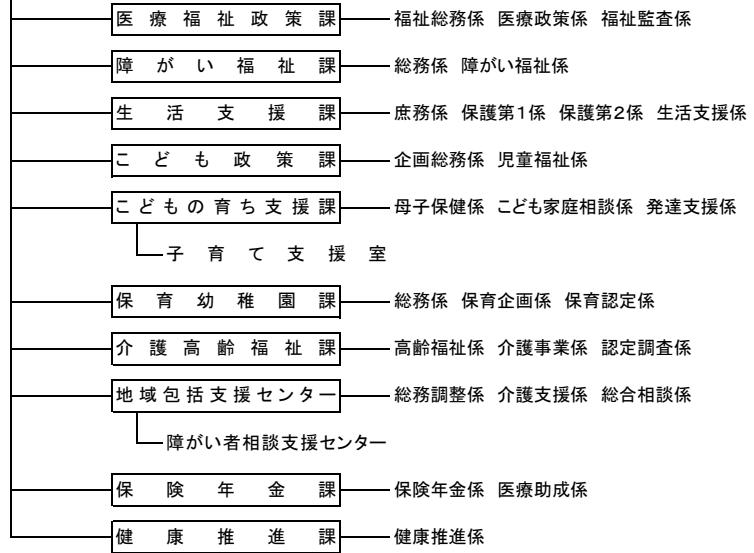 医療福祉政策課 福祉総務係 医療政策係 福祉監査係
障がい福祉課 総務係 障がい福祉係
生活支援課 庶務係 保護第1係 保護第2係 生活支援係
こども政策課 企画総務係 児童福祉係
こどもの育ち支援課 母子保健係 こども家庭相談係 発達支援係
子育て支援室
保育幼稚園課 総務係 保育企画係 保育認定係
介護高齢福祉課 高齢福祉係 介護事業係 認定調査係
地域包括支援センター 総務調整係 介護支援係 総合相談係
障がい者相談支援センター
保険年金課 保険年金係 医療助成係
健康推進課 健康推進係